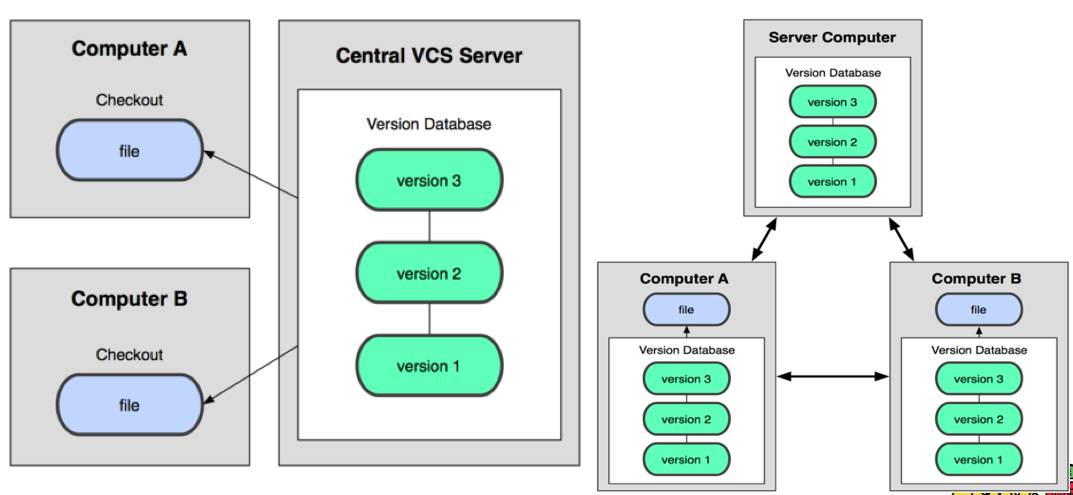 Computer A
Checkout
file
Computer B
Checkout
file
Central VCS Server
Version Database
version 3
version 2
version 1
Server Computer
Version Database
version 3
version 2
version 1
Computer A
file
Version Database
version 3
version 2
version 1
Computer B
file
Version Database
version 3
version 2
version 1